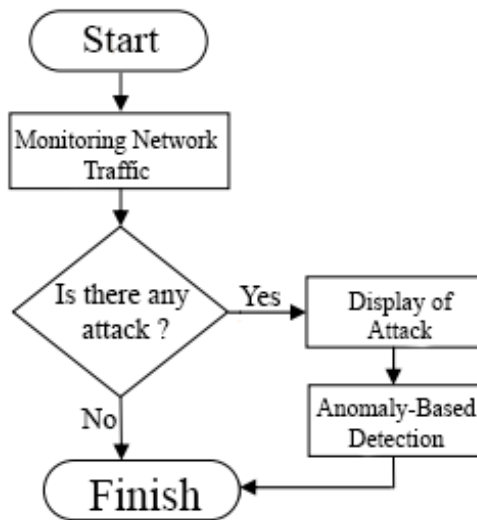 Start
Monitoring Network
Traffic
Is there any
attack ?
Yes
Display of
Attack
No
Anomaly-Based
Detection
Finish